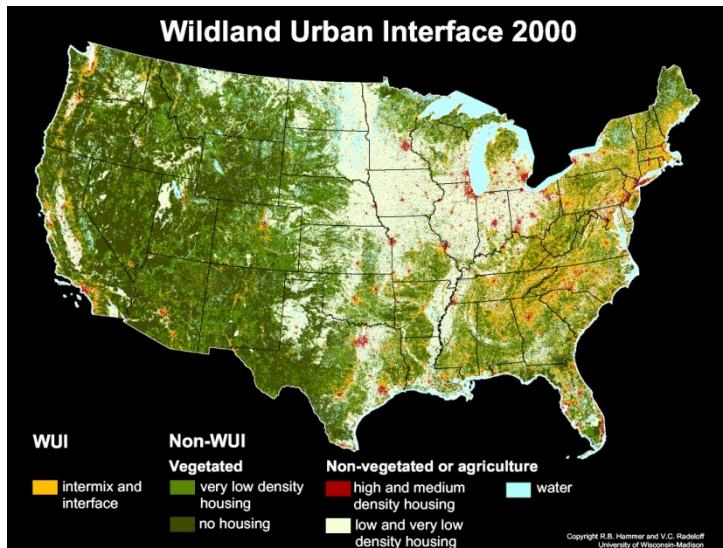 Wildland Urban Interface 2000
WUI
intermix and
interface
Non-WUI
Vegetated
very low density
housing
no housing
Non-vegetated or agriculture
high and medium
density housing
low and very low
density housing
water
Copyright R.B. Hammer and V.C. Radeloff
University of Wisconsin-Madison